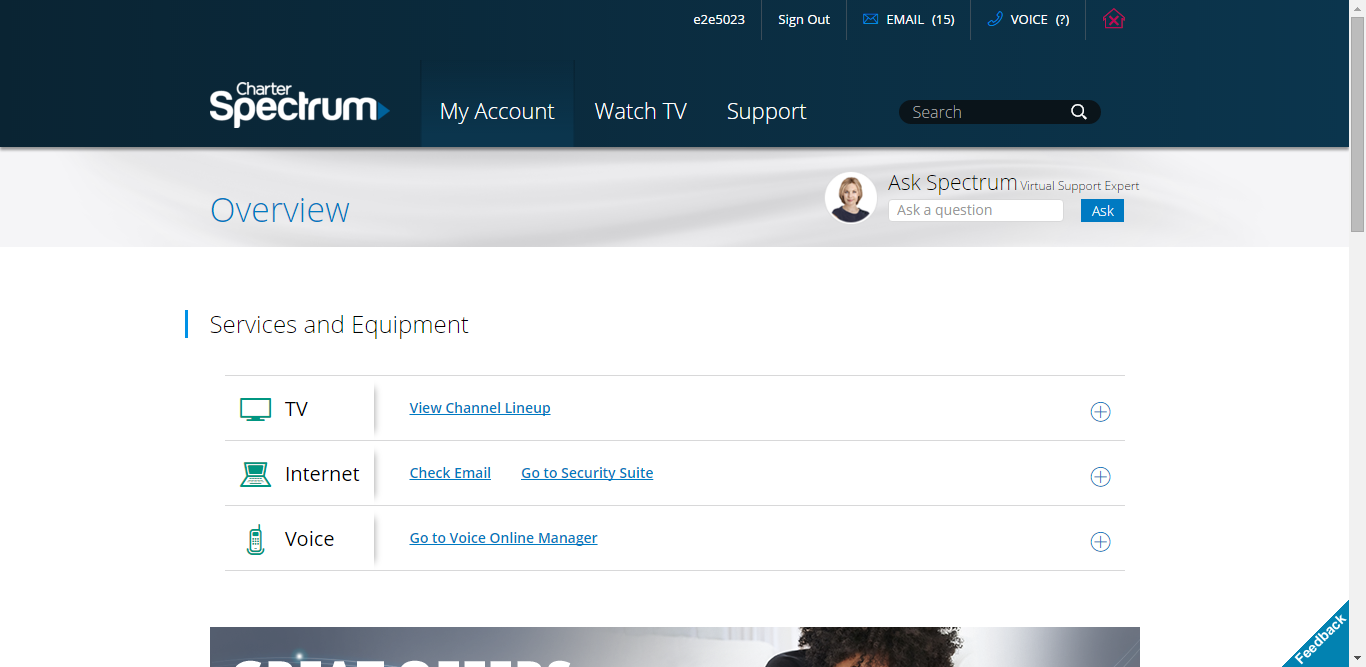 e2e5023 Sign Out EMAIL (15) VOICE (?)
Charter
Spectrum
My Account Watch TV Support Search
Overview
Ask Spectrum Virtual Support Expert
Ask a question Ask
Services and Equipment
TV View Channel Lineup
Internet Check Email Go to Security Suite
Voice Go to Voice Online Manager
Feedback
GREAT OFFERS